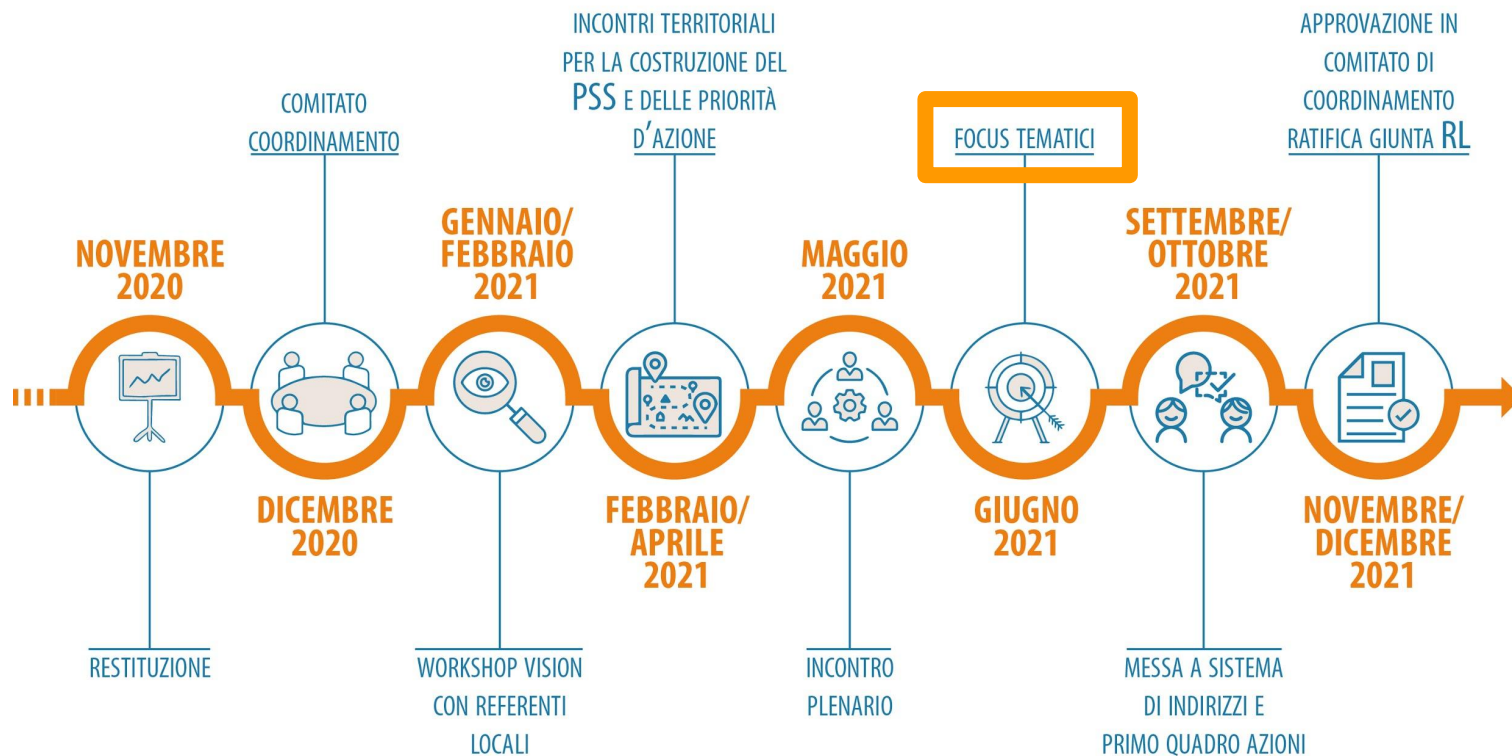 NOVEMBRE
2020
RESTITUZIONE
COMITATO
COORDINAMENTO
DICEMBRE
2020
GENNAIO/
FEBBRAIO
2021
WORKSHOP VISION
CON REFERENTI
LOCALI
INCONTRI TERRITORIALI
PER LA COSTRUZIONE DEL
PSS E DELLE PRIORITÀ
D'AZIONE
FEBBRAIO/
APRILE
2021
MAGGIO
2021
INCONTRO
PLENARIO
FOCUS TEMATICI
GIUGNO
2021
SETTEMBRE/
OTTOBRE
2021
MESSA A SISTEMA
DI INDIRIZZI E
PRIMO QUADRO AZIONI
APPROVAZIONE IN
COMITATO DI
COORDINAMENTO
RATIFICA GIUNTA RL
NOVEMBRE/
DICEMBRE
2021